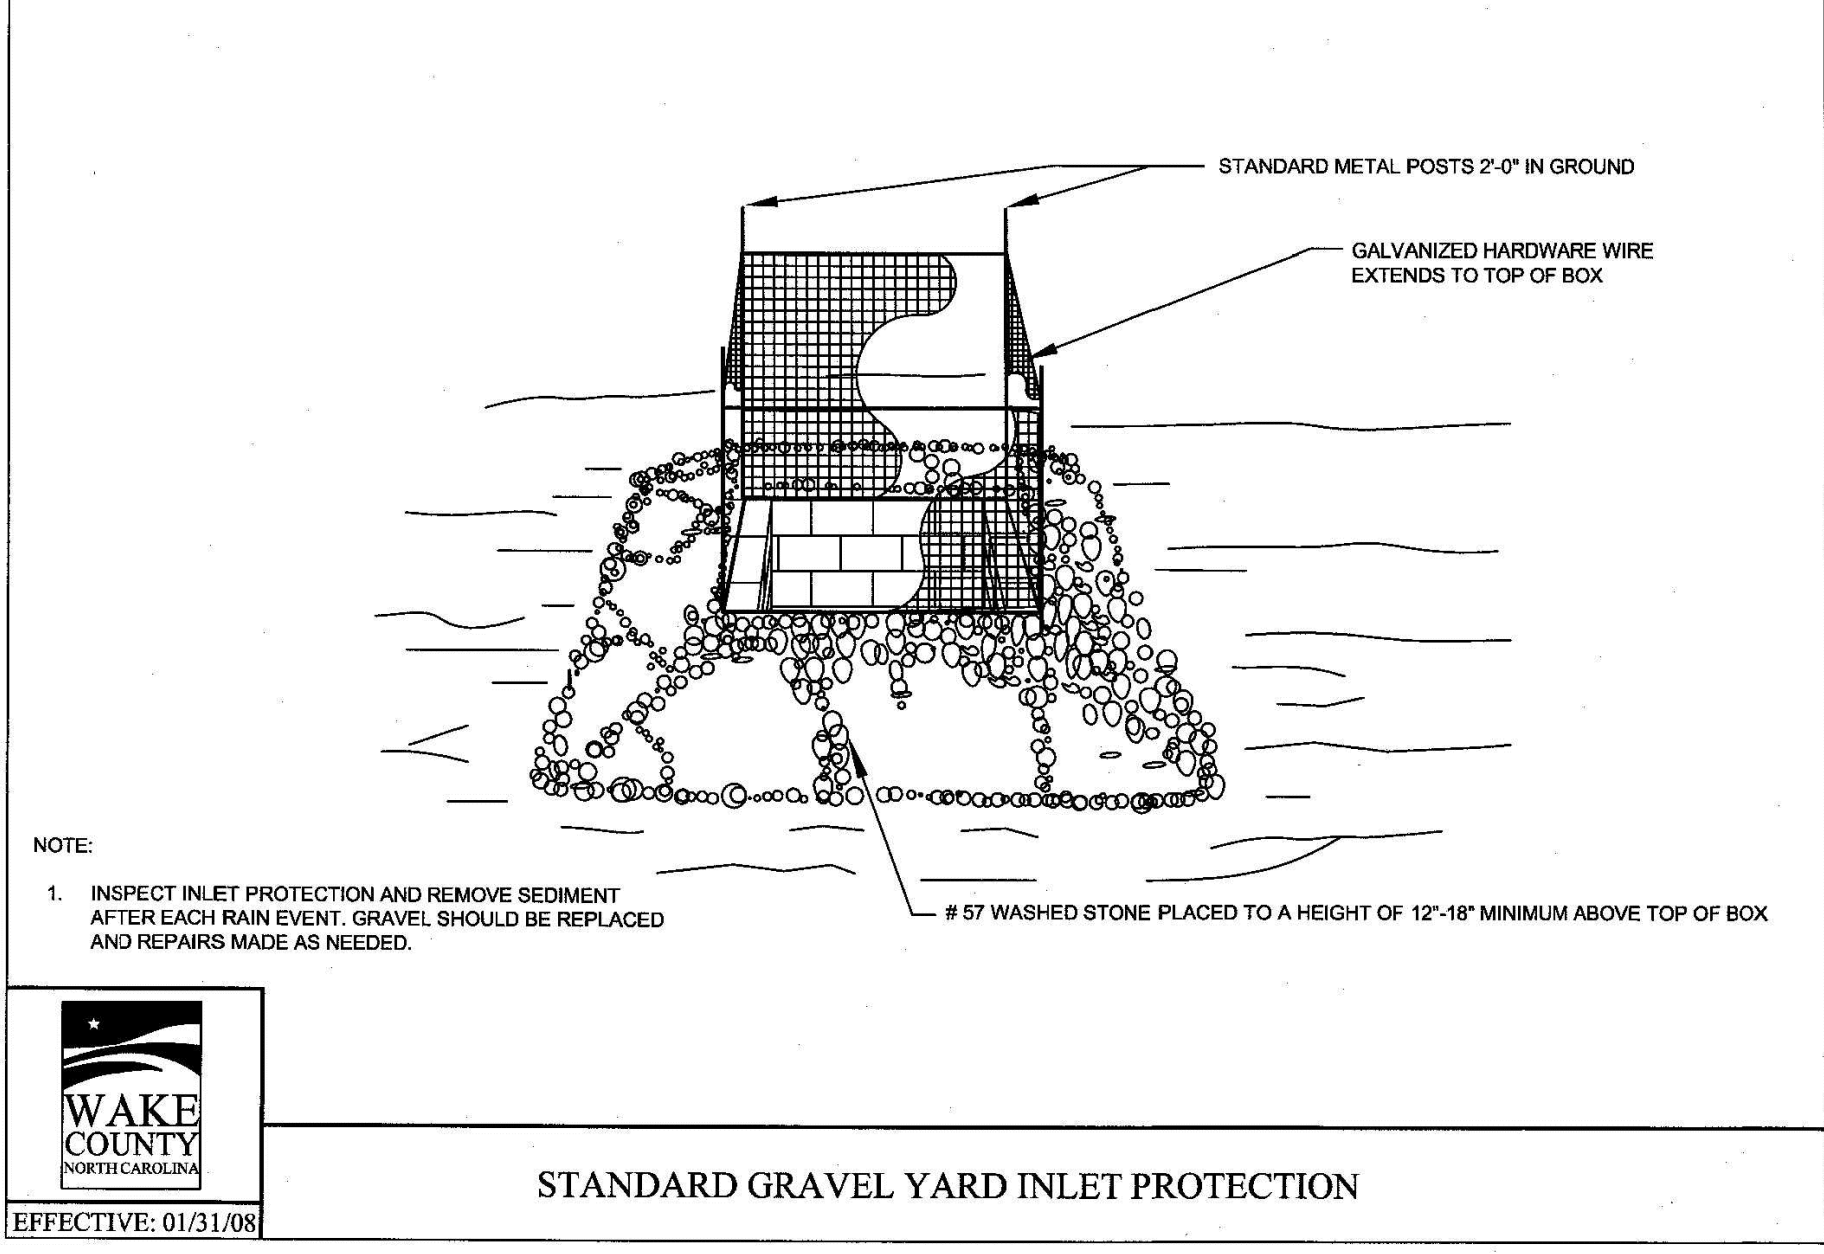 STANDARD METAL POSTS 2'-0" IN GROUND
GALVANIZED HARDWARE WIRE
EXTENDS TO TOP OF BOX
NOTE:
1. INSPECT INLET PROTECTION AND REMOVE SEDIMENT
AFTER EACH RAIN EVENT. GRAVEL SHOULD BE REPLACED
AND REPAIRS MADE AS NEEDED.
# 57 WASHED STONE PLACED TO A HEIGHT OF 12"-18" MINIMUM ABOVE TOP OF BOX
WAKE
COUNTY
NORTH CAROLINA
EFFECTIVE: 01/31/08
STANDARD GRAVEL YARD INLET PROTECTION